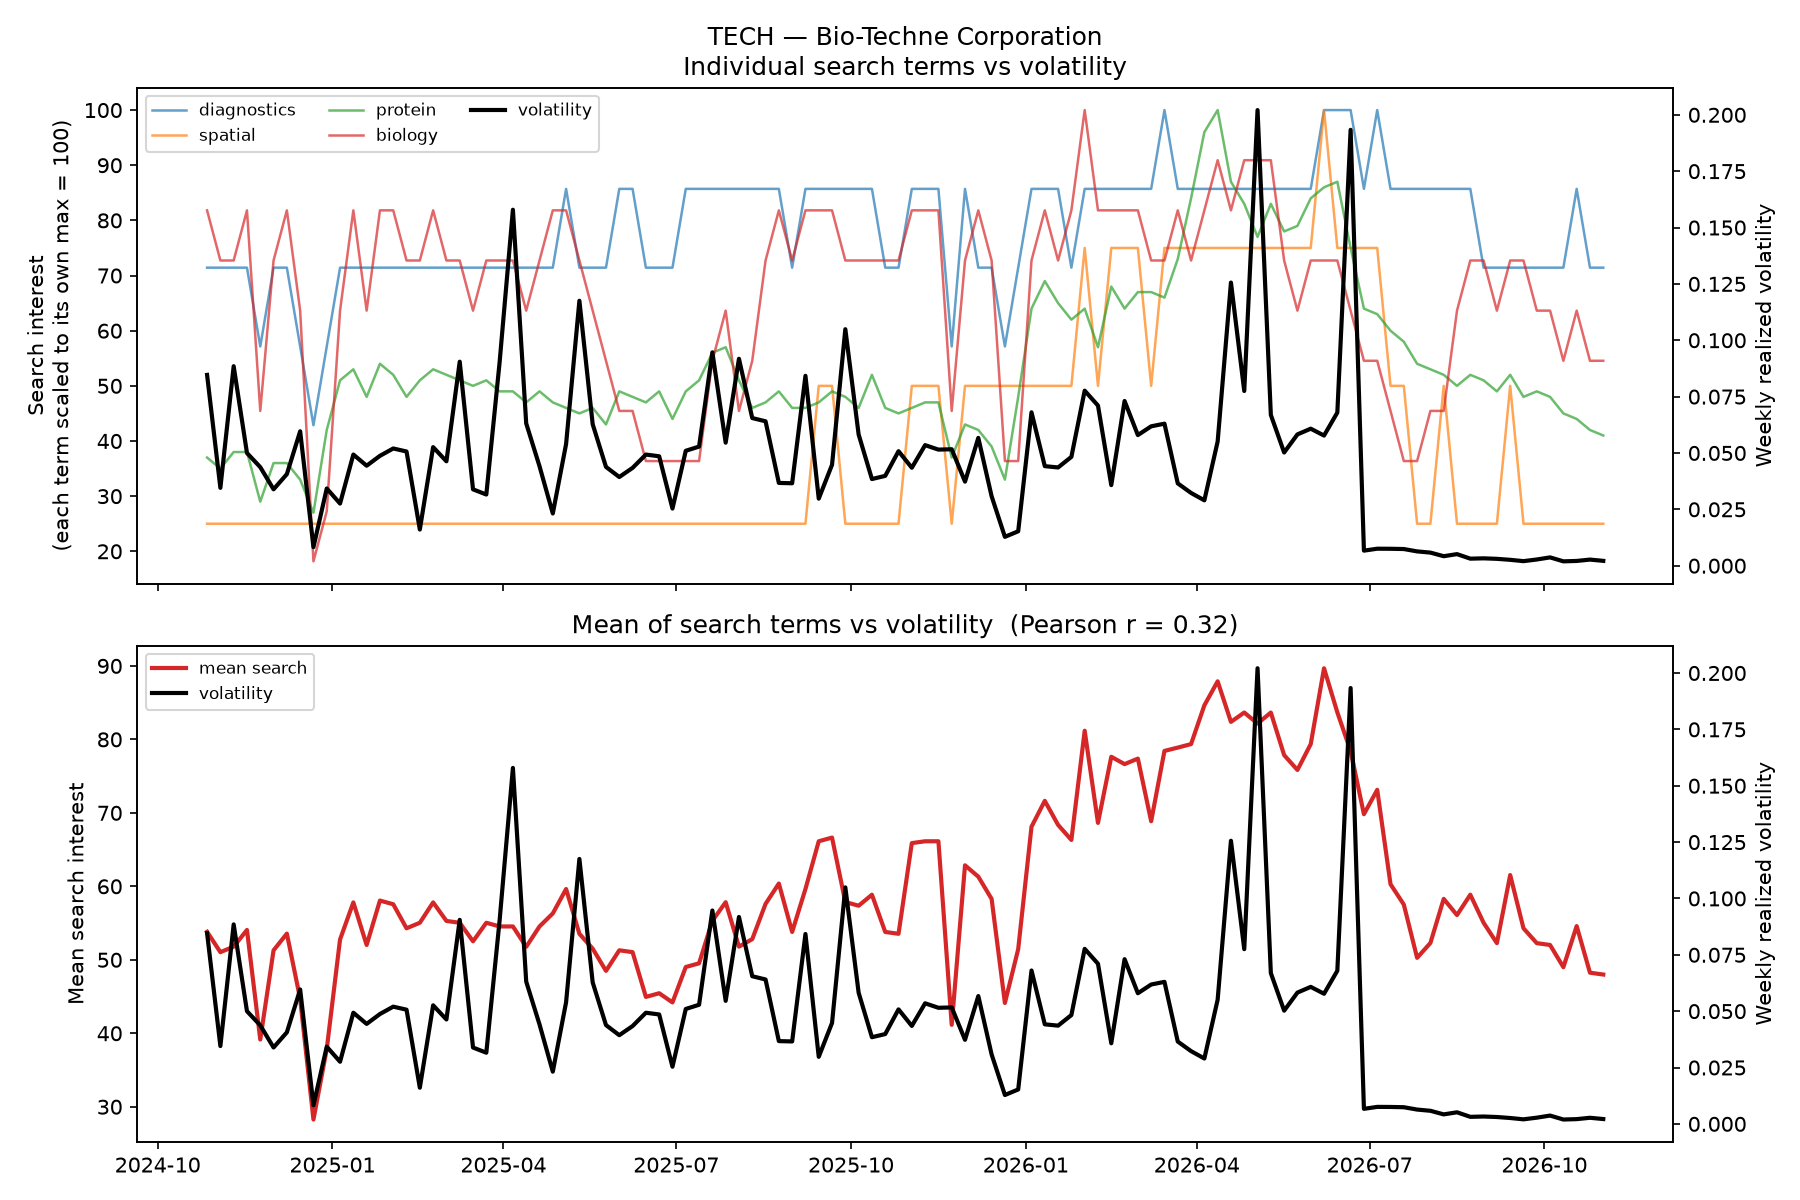 TECH — Bio-Techne Corporation
Individual search terms vs volatility
diagnostics
spatial
protein
biology
volatility
Search interest
(each term scaled to its own max = 100)
100
90
80
70
60
50
40
30
20
0.200
0.175
0.150
0.125
0.100
0.075
0.050
0.025
0.000
Weekly realized volatility
Mean of search terms vs volatility (Pearson r = 0.32)
mean search
volatility
Mean search interest
90
80
70
60
50
40
30
0.200
0.175
0.150
0.125
0.100
0.075
0.050
0.025
0.000
Weekly realized volatility
2024-10
2025-01
2025-04
2025-07
2025-10
2026-01
2026-04
2026-07
2026-10